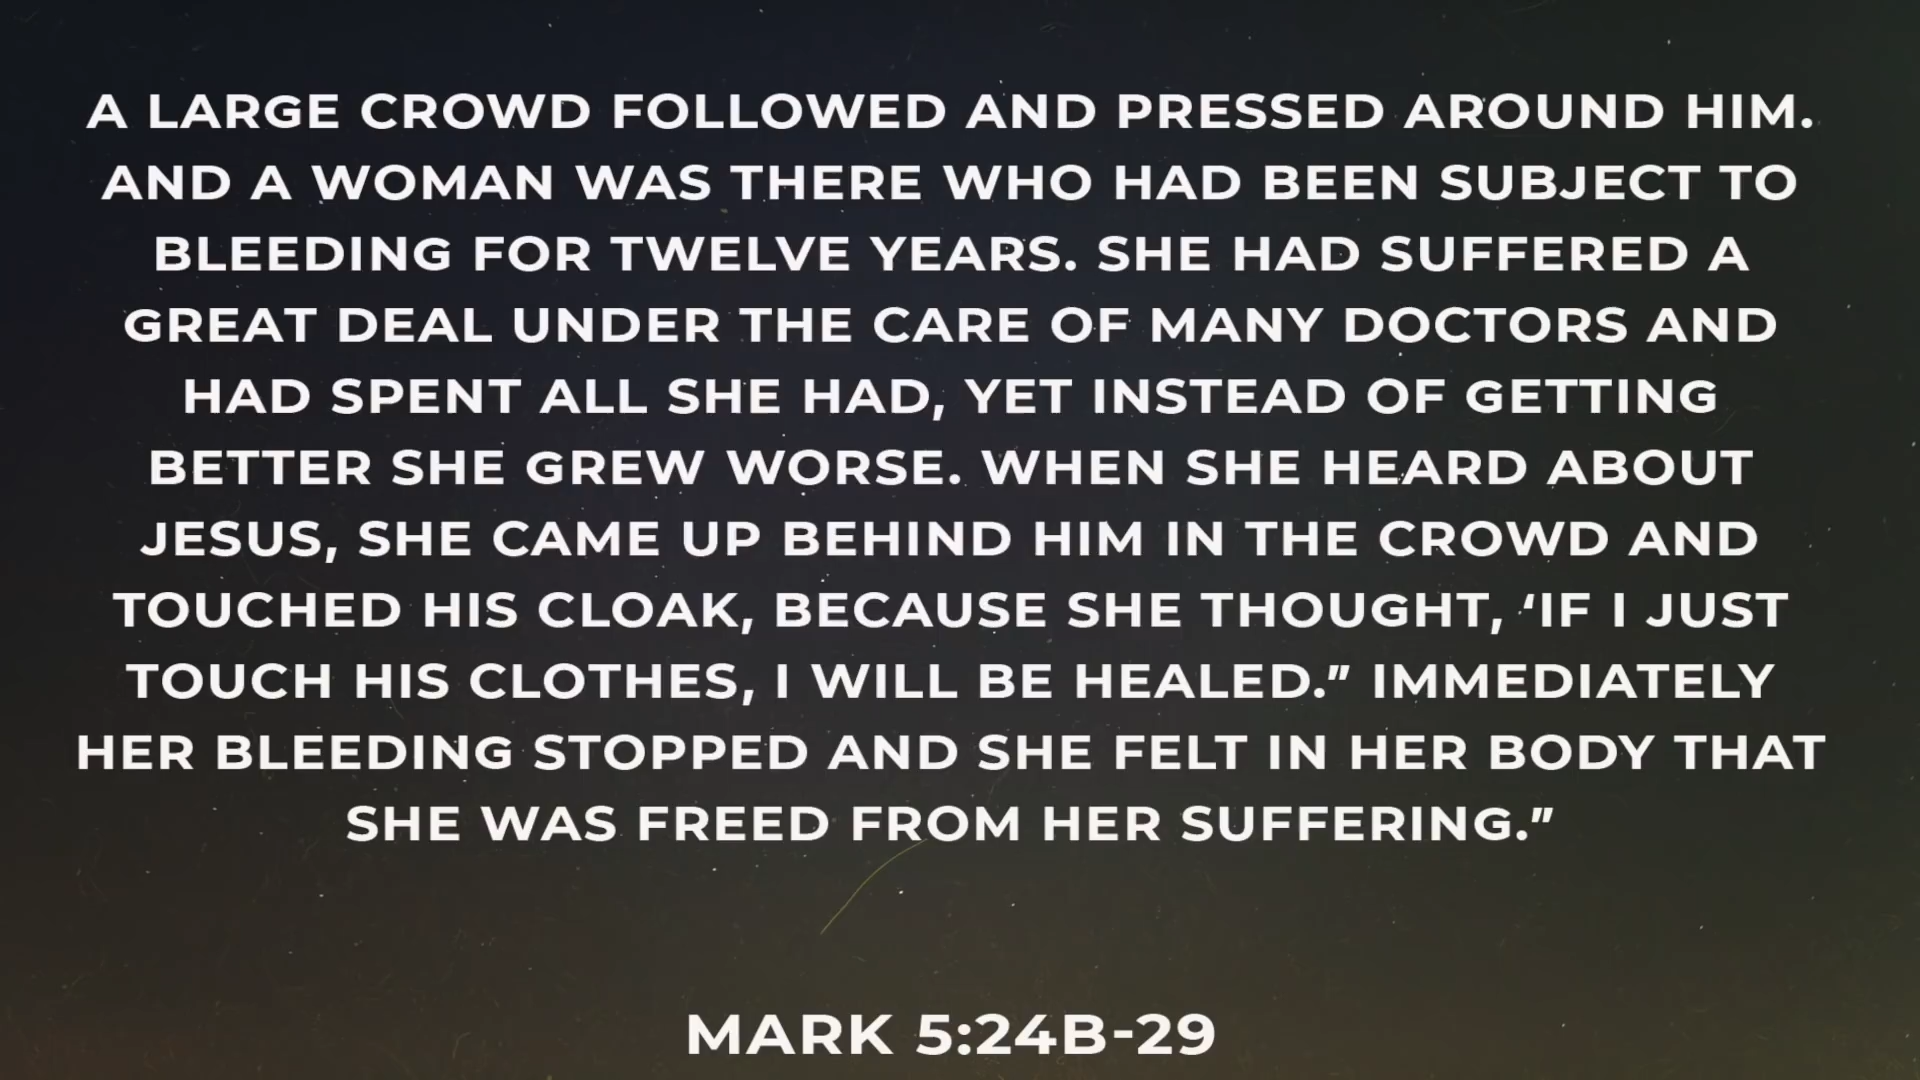 A LARGE CROWD FOLLOWED AND PRESSED AROUND HIM.
AND A WOMAN WAS THERE WHO HAD BEEN SUBJECT TO
BLEEDING FOR TWELVE YEARS. SHE HAD SUFFERED A
GREAT DEAL UNDER THE CARE OF MANY DOCTORS AND
HAD SPENT ALL SHE HAD, YET INSTEAD OF GETTING
BETTER SHE GREW WORSE. WHEN SHE HEARD ABOUT
JESUS, SHE CAME UP BEHIND HIM IN THE CROWD AND
TOUCHED HIS CLOAK, BECAUSE SHE THOUGHT, ‘IF I JUST
TOUCH HIS CLOTHES, I WILL BE HEALED.” IMMEDIATELY
HER BLEEDING STOPPED AND SHE FELT IN HER BODY THAT
SHE WAS FREED FROM HER SUFFERING.”
MARK 5:24B-29